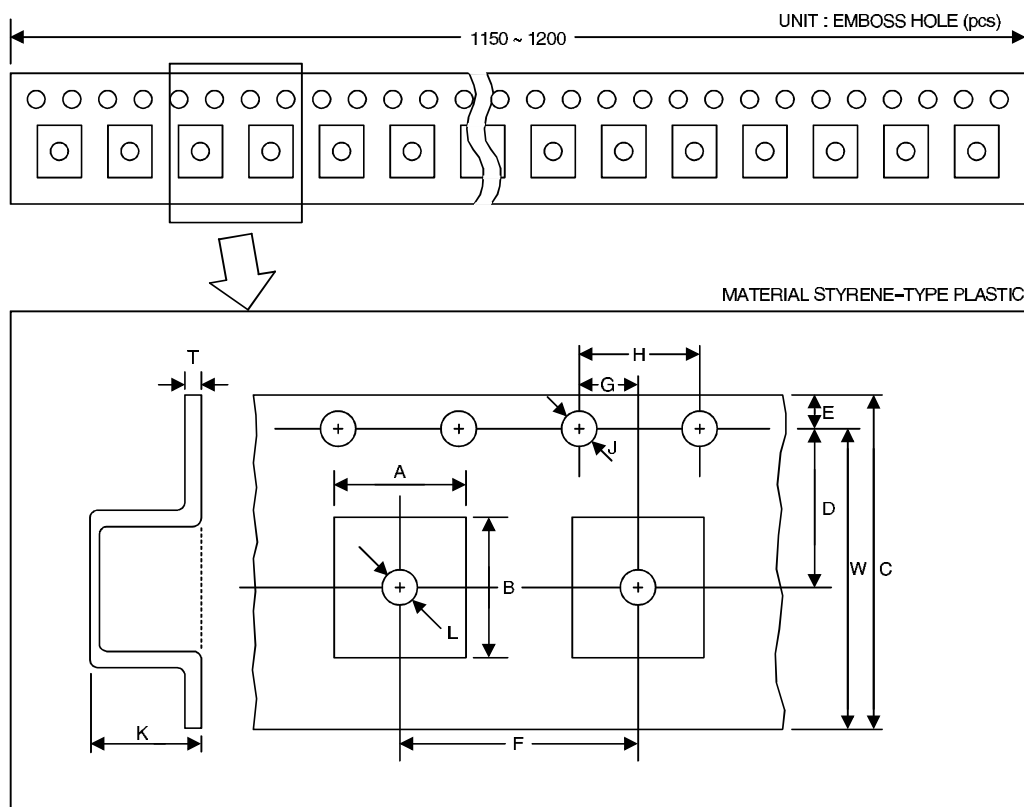 UNIT : EMBOSS HOLE (pcs)
1150 ~ 1200
MATERIAL STYRENE-TYPE PLASTIC
T
H
G
E
J
A
D
B
W
C
L
K
F